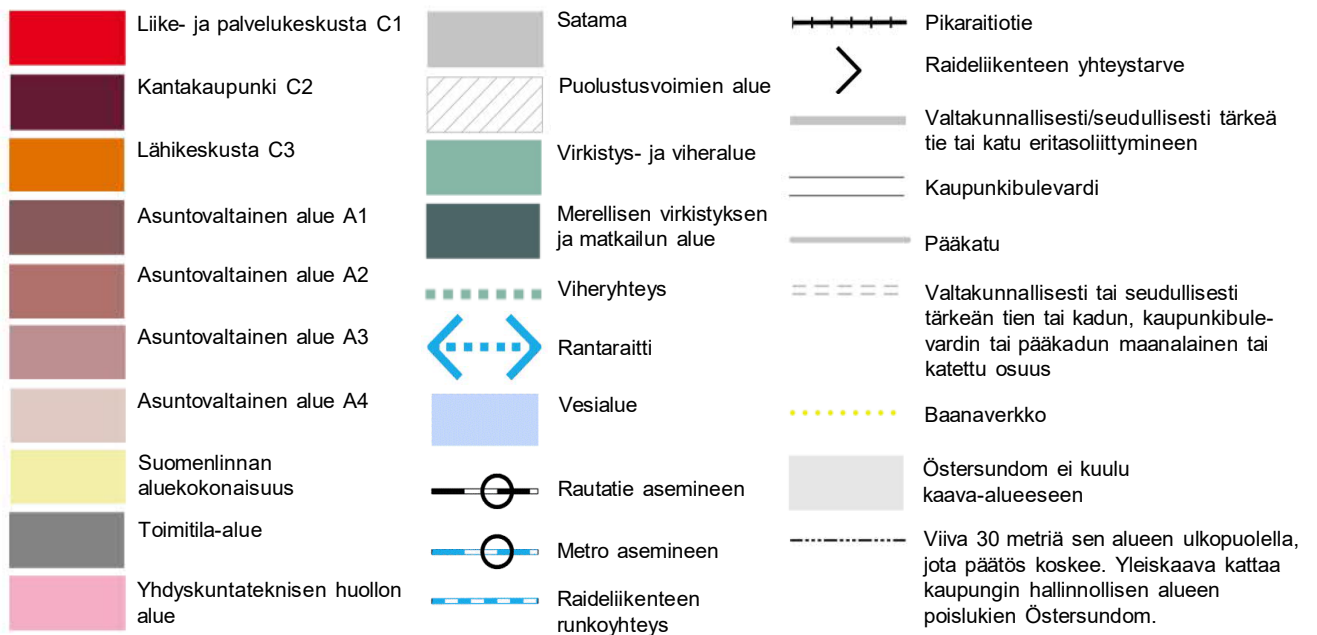 Liike- ja palvelukeskusta C1
Kantakaupunki C2
Lähikeskusta C3
Asuntovaltainen alue A1
Asuntovaltainen alue A2
Asuntovaltainen alue A3
Asuntovaltainen alue A4
Suomenlinnan
aluekokonaisuus
Toimitila-alue
Yhdyskuntateknisen huollon
alue
Satama
Puolustusvoimien alue
Virkistys- ja viheralue
Merellisen virkistyksen
ja matkailun alue
Viheryhteys
Rantaraitti
Vesialue
Rautatie asemineen
Metro asemineen
Raideliikenteen
runkoyhteys
Pikaraitiotie
Raideliikenteen yhteystarve
Valtakunnallisesti/seudullisesti tärkeä
tie tai katu eritasoliittymineen
Kaupunkibulevardi
Pääkatu
Valtakunnallisesti tai seudullisesti
tärkeän tien tai kadun, kaupunkibule-
vardin tai pääkadun maanalainen tai
katettu osuus
Baanaverkko
Östersundom ei kuulu
kaava-alueeseen
Viiva 30 metriä sen alueen ulkopuolella,
jota päätös koskee. Yleiskaava kattaa
kaupungin hallinnollisen alueen
poislukien Östersundom.